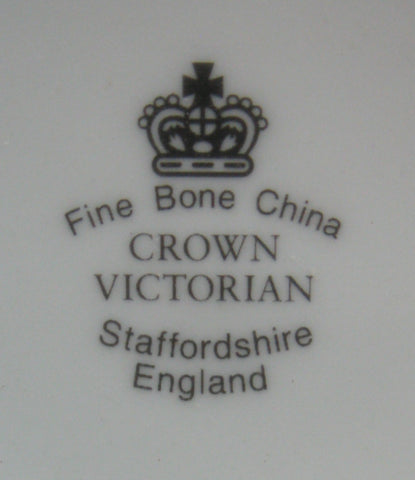 Fine Bone China
CROWN
VICTORIAN
Staffordshire
England